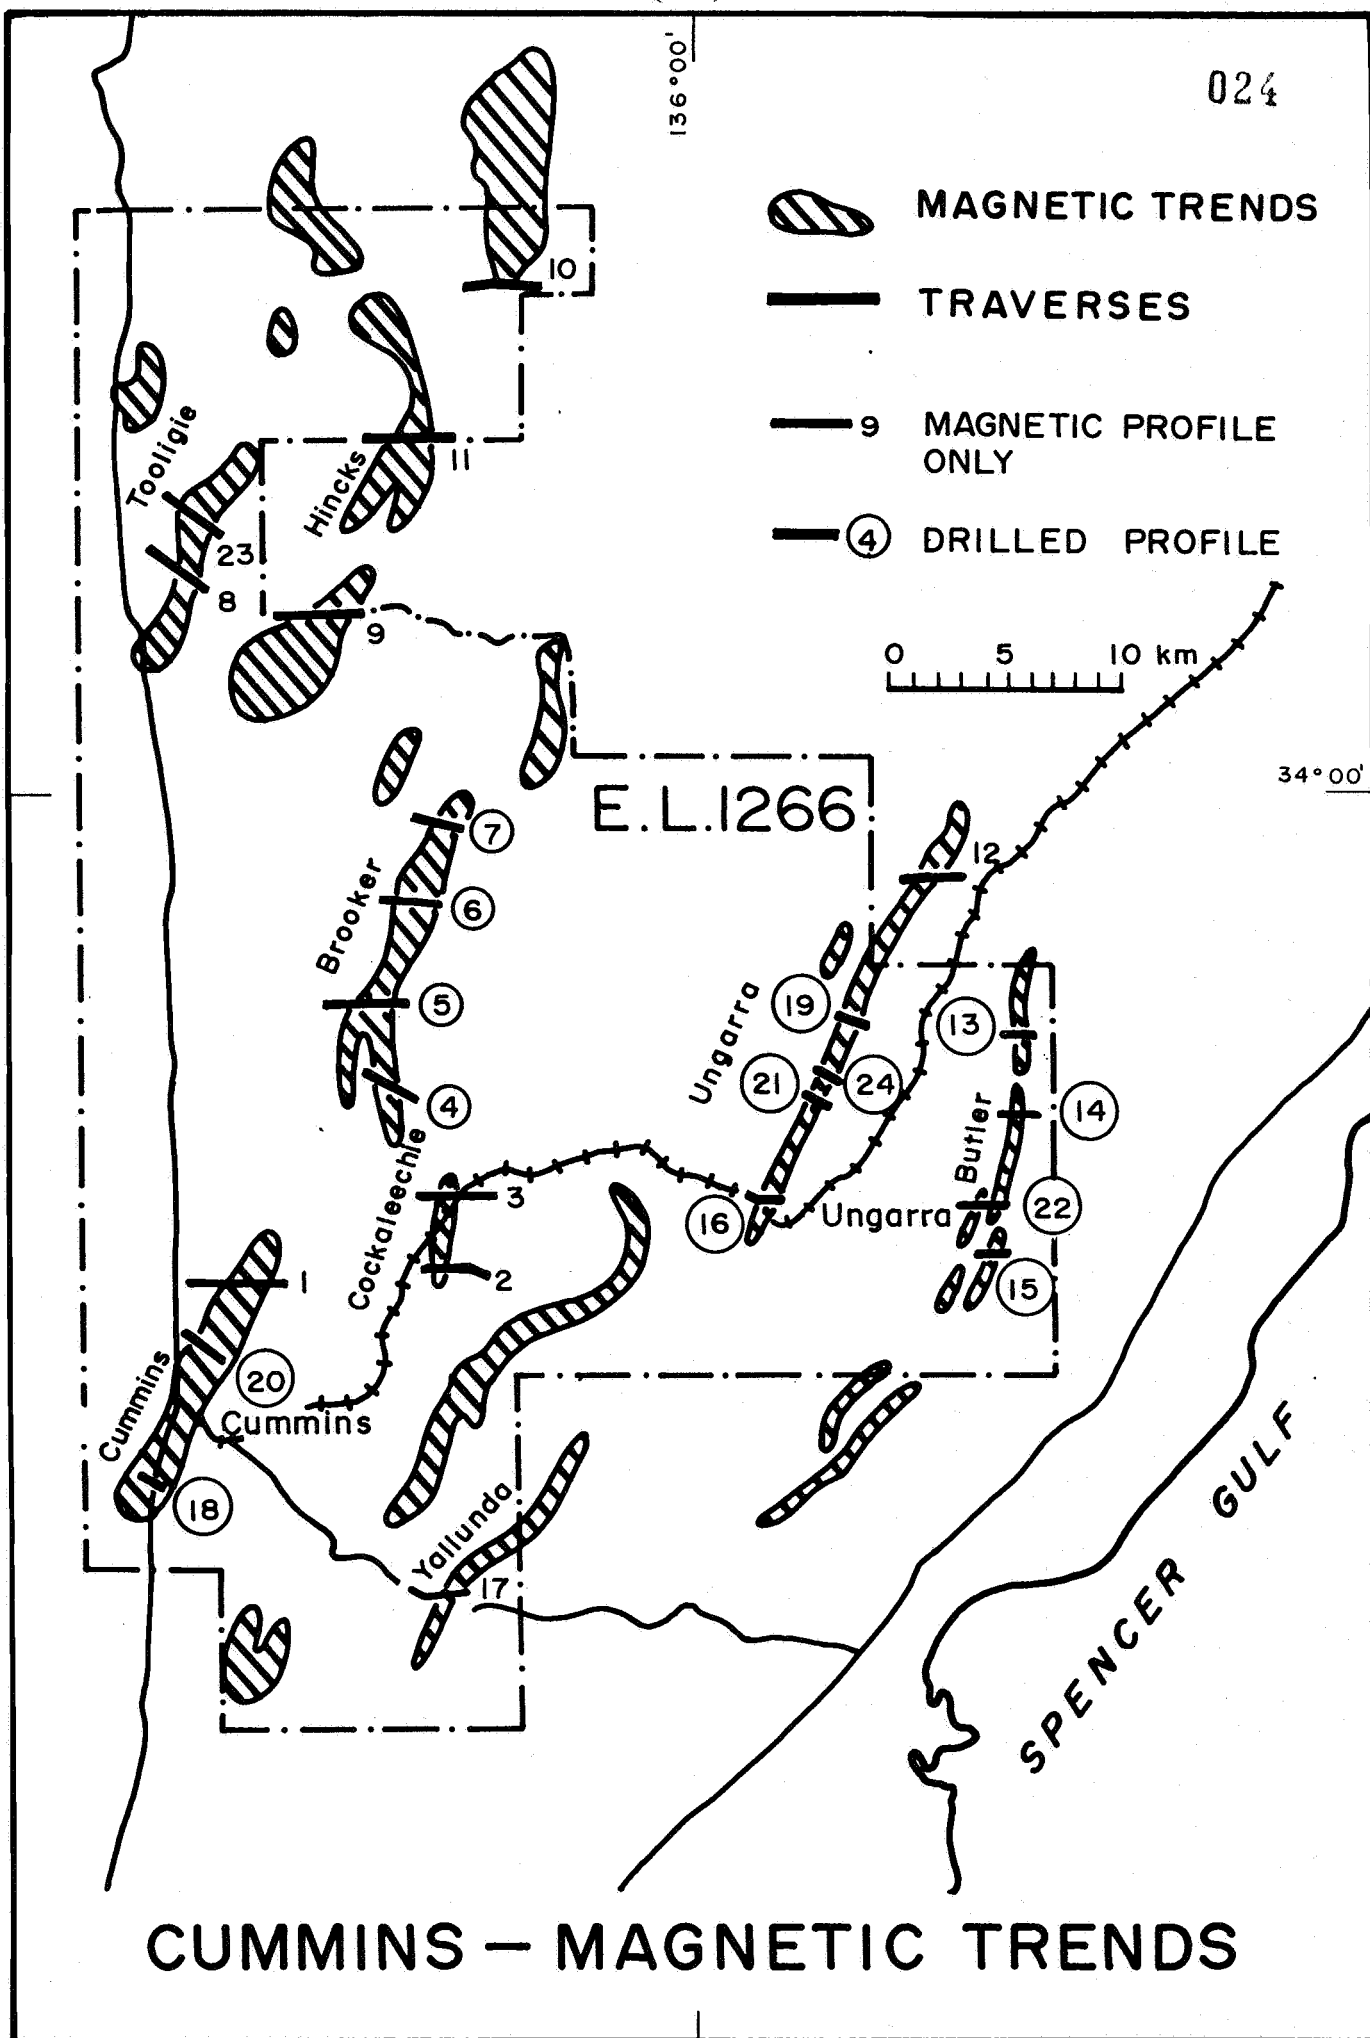 136°00'
024
MAGNETIC TRENDS
10
TRAVERSES
Tooligie
9 MAGNETIC PROFILE
ONLY
Hincks
11
4 DRILLED PROFILE
23
8
9
0 5 10 km
34°00'
E.L.1266
7
12
Brooker
6
Ungarra
19
5
13
21
24
4
14
Butler
Cockaleechie
3
16
Ungarra
22
1
2
15
20
Cummins
Cummins
18
Yallunda
17
SPENCER GULF
CUMMINS – MAGNETIC TRENDS